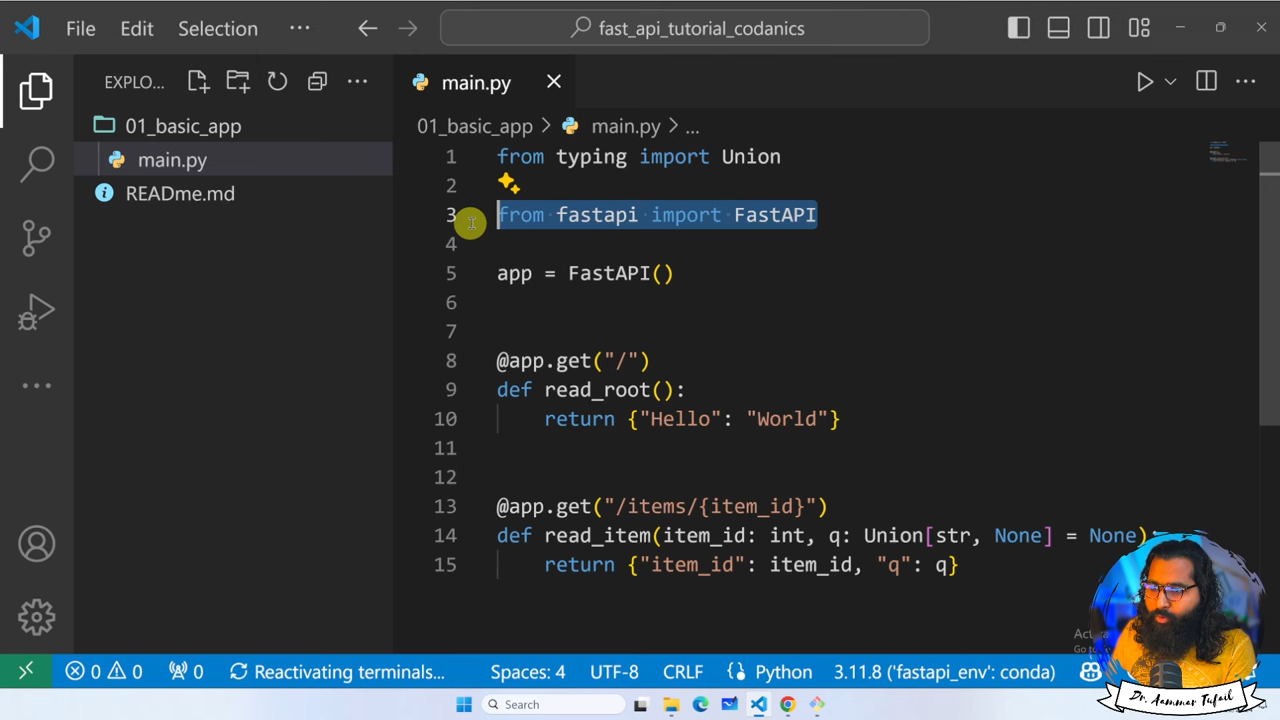 File Edit Selection ··· fast_api_tutorial_codanics
EXPLO... ···
main.py
01_basic_app
main.py
READme.md
01_basic_app > main.py > ...
1 from typing import Union
2
3 from fastapi import FastAPI
4
5 app = FastAPI()
6
7
8 @app.get("/")
9 def read_root():
10 return {"Hello": "World"}
11
12
13 @app.get("/items/{item_id}")
14 def read_item(item_id: int, q: Union[str, None] = None)
15 return {"item_id": item_id, "q": q}
0 0 0 Reactivating terminals... Spaces: 4 UTF-8 CRLF Python 3.11.8 ('fastapi_env': conda)
Dr. Aammar Tufail
Search